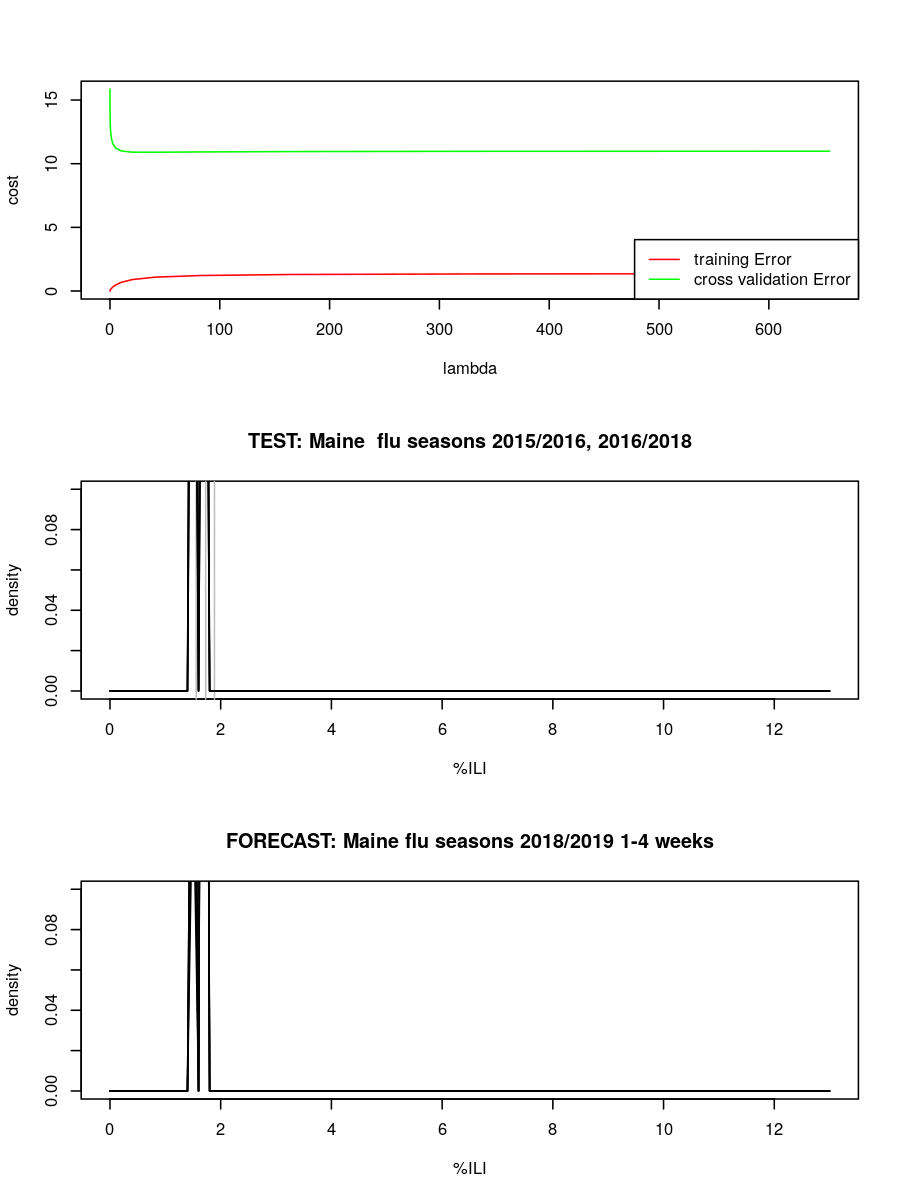 15
10
5
0
cost
training Error
cross validation Error
0 100 200 300 400 500 600
lambda
TEST: Maine  flu seasons 2015/2016, 2016/2018
0.08
0.04
0.00
density
0 2 4 6 8 10 12
%ILI
FORECAST: Maine flu seasons 2018/2019 1-4 weeks
0.08
0.04
0.00
density
0 2 4 6 8 10 12
%ILI